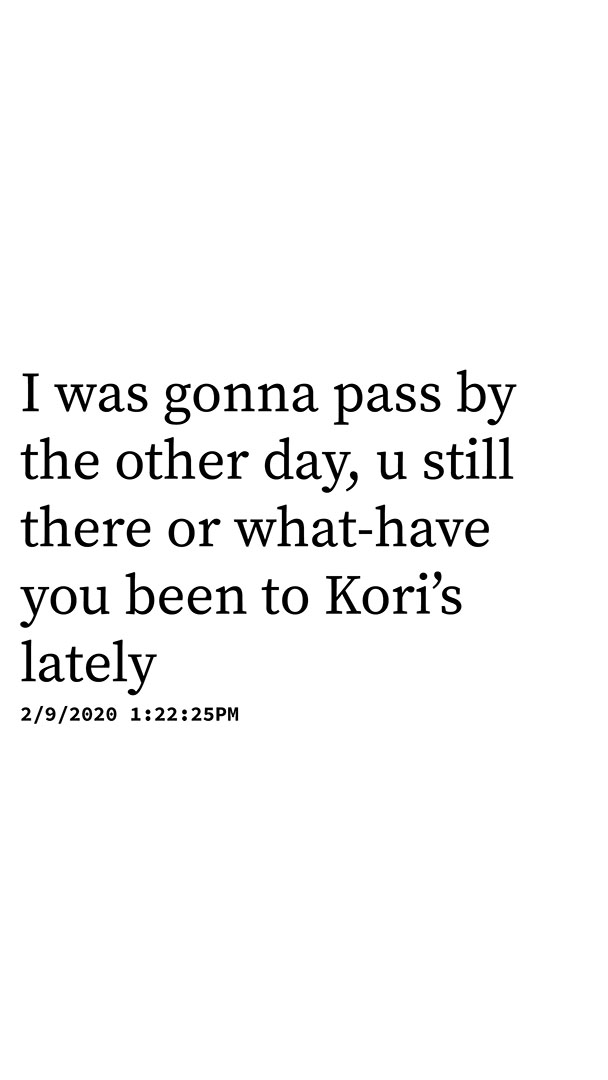 I was gonna pass by
the other day, u still
there or what-have
you been to Kori’s
lately
2/9/2020 1:22:25PM